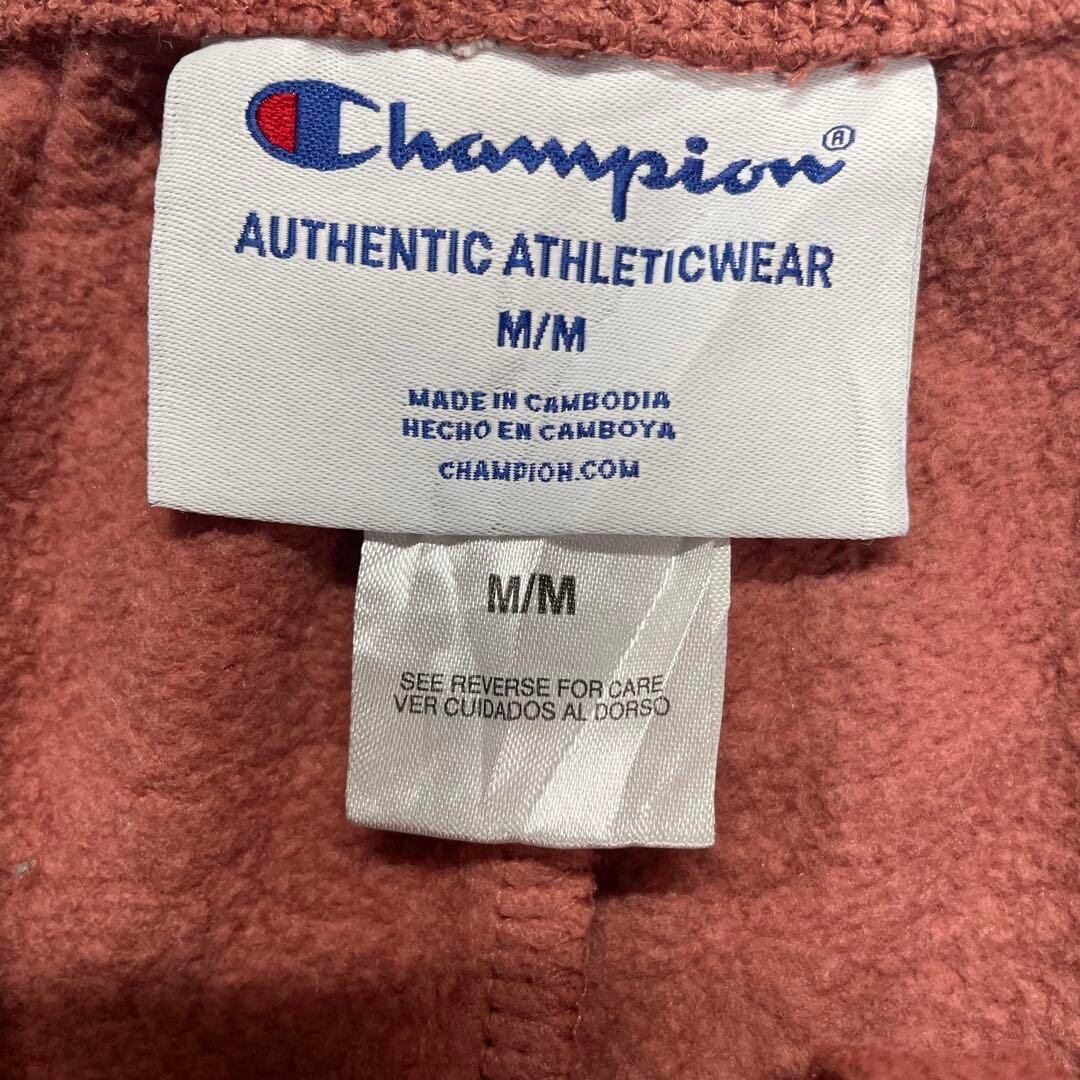 Champion®
AUTHENTIC ATHLETICWEAR
M/M
MADE IN CAMBODIA
HECHO EN CAMBOYA
CHAMPION.COM
M/M
SEE REVERSE FOR CARE
VER CUIDADOS AL DORSO